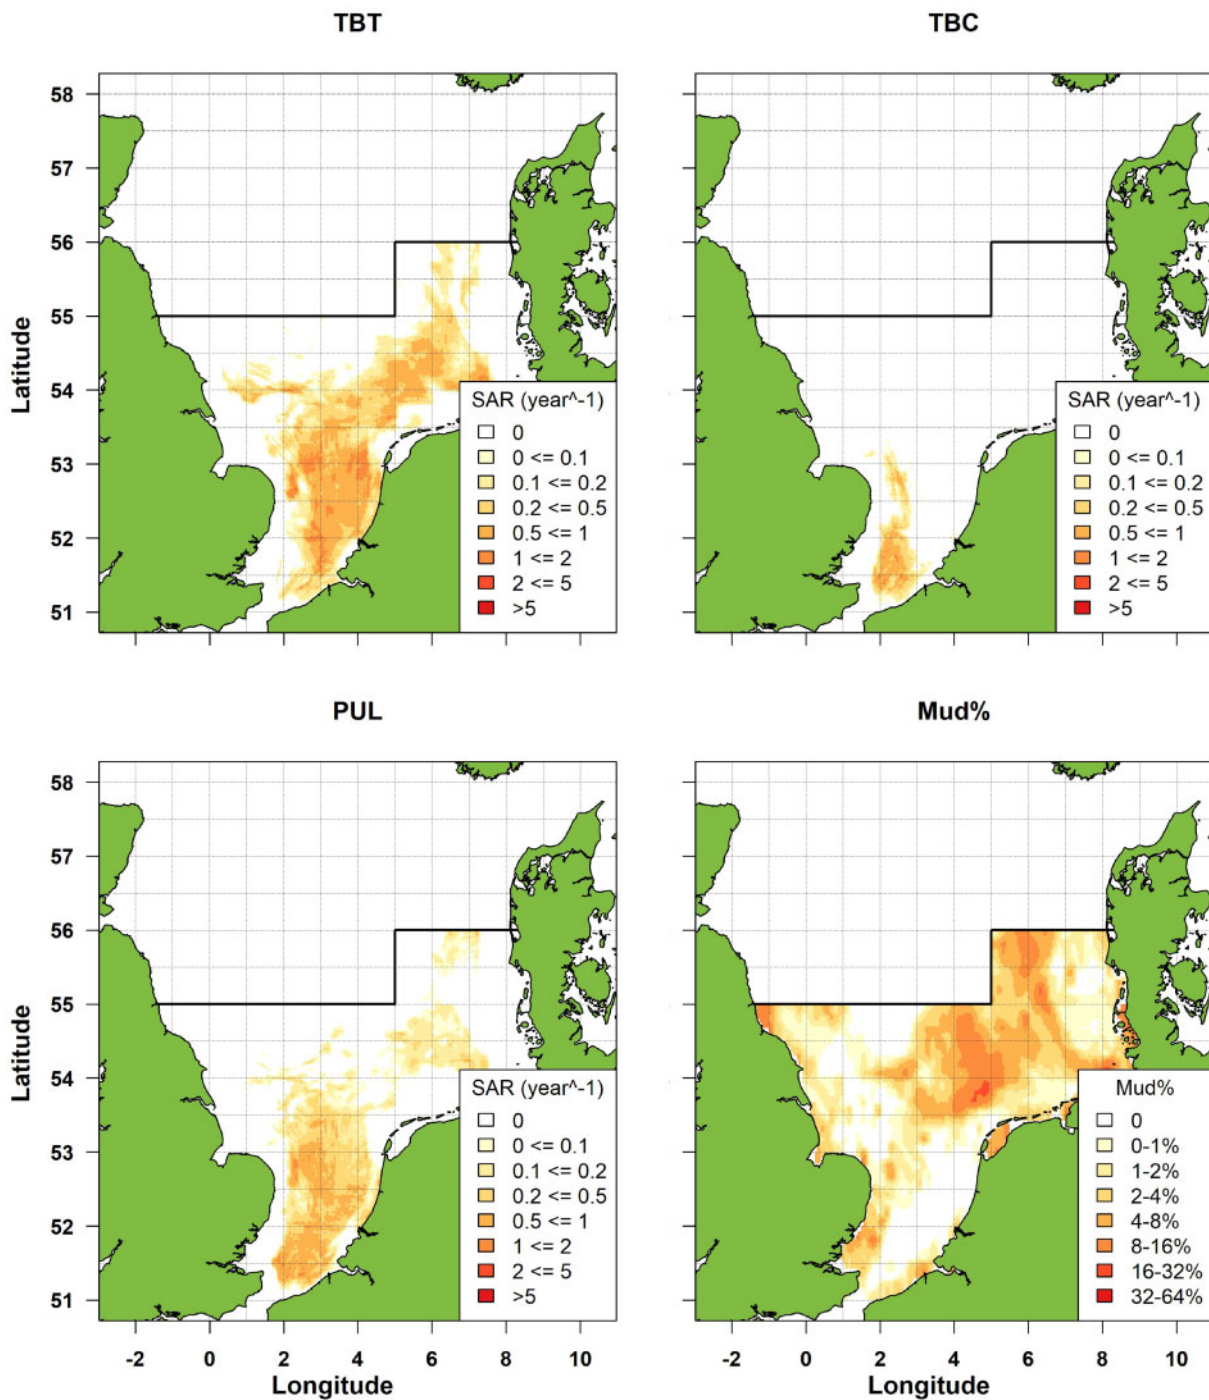 TBT
TBC
58
57
56
55
54
53
52
51
Latitude
SAR (year^-1)
0
0 <= 0.1
0.1 <= 0.2
0.2 <= 0.5
0.5 <= 1
1 <= 2
2 <= 5
>5
SAR (year^-1)
0
0 <= 0.1
0.1 <= 0.2
0.2 <= 0.5
0.5 <= 1
1 <= 2
2 <= 5
>5
PUL
Mud%
58
57
56
55
54
53
52
51
Latitude
SAR (year^-1)
0
0 <= 0.1
0.1 <= 0.2
0.2 <= 0.5
0.5 <= 1
1 <= 2
2 <= 5
>5
Mud%
0
0-1%
1-2%
2-4%
4-8%
8-16%
16-32%
32-64%
-2 0 2 4 6 8 10
Longitude
-2 0 2 4 6 8 10
Longitude